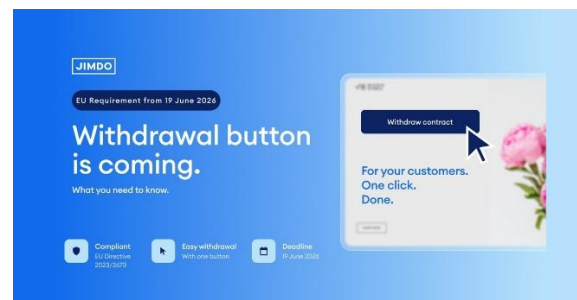 JIMDO
EU Requirement from 19 June 2026
Withdrawal button
is coming.
What you need to know.
Compliant
EU Directive
2023/2673
Easy withdrawal
With one button
Deadline
19 June 2026
Withdraw contract
For your customers.
One click.
Done.